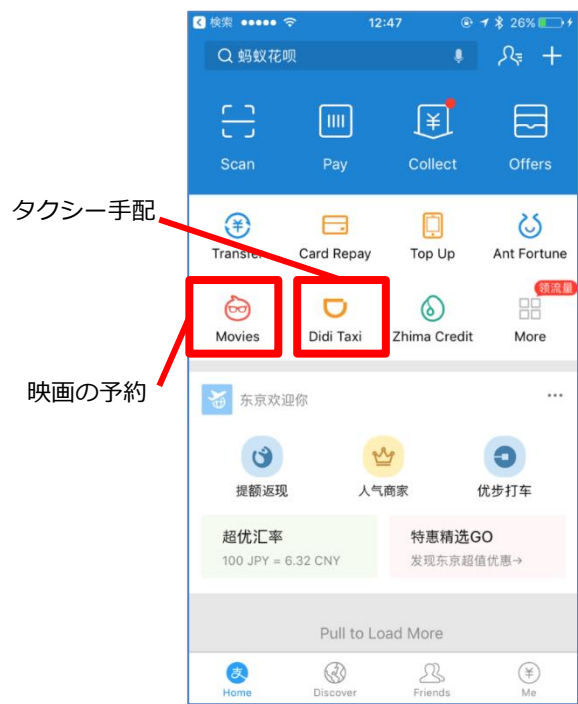 検索 12:47 26%
蚂蚁花呗
Scan Pay Collect Offers
タクシー手配
Transfer Card Repay Top Up Ant Fortune
领流量
Movies Didi Taxi Zhima Credit More
映画の予約
东京欢迎你
提额返现 人气商家 优步打车
超优汇率 特惠精选GO
100 JPY = 6.32 CNY 发现东京超值优惠→
Pull to Load More
支
Home Discover Friends Me